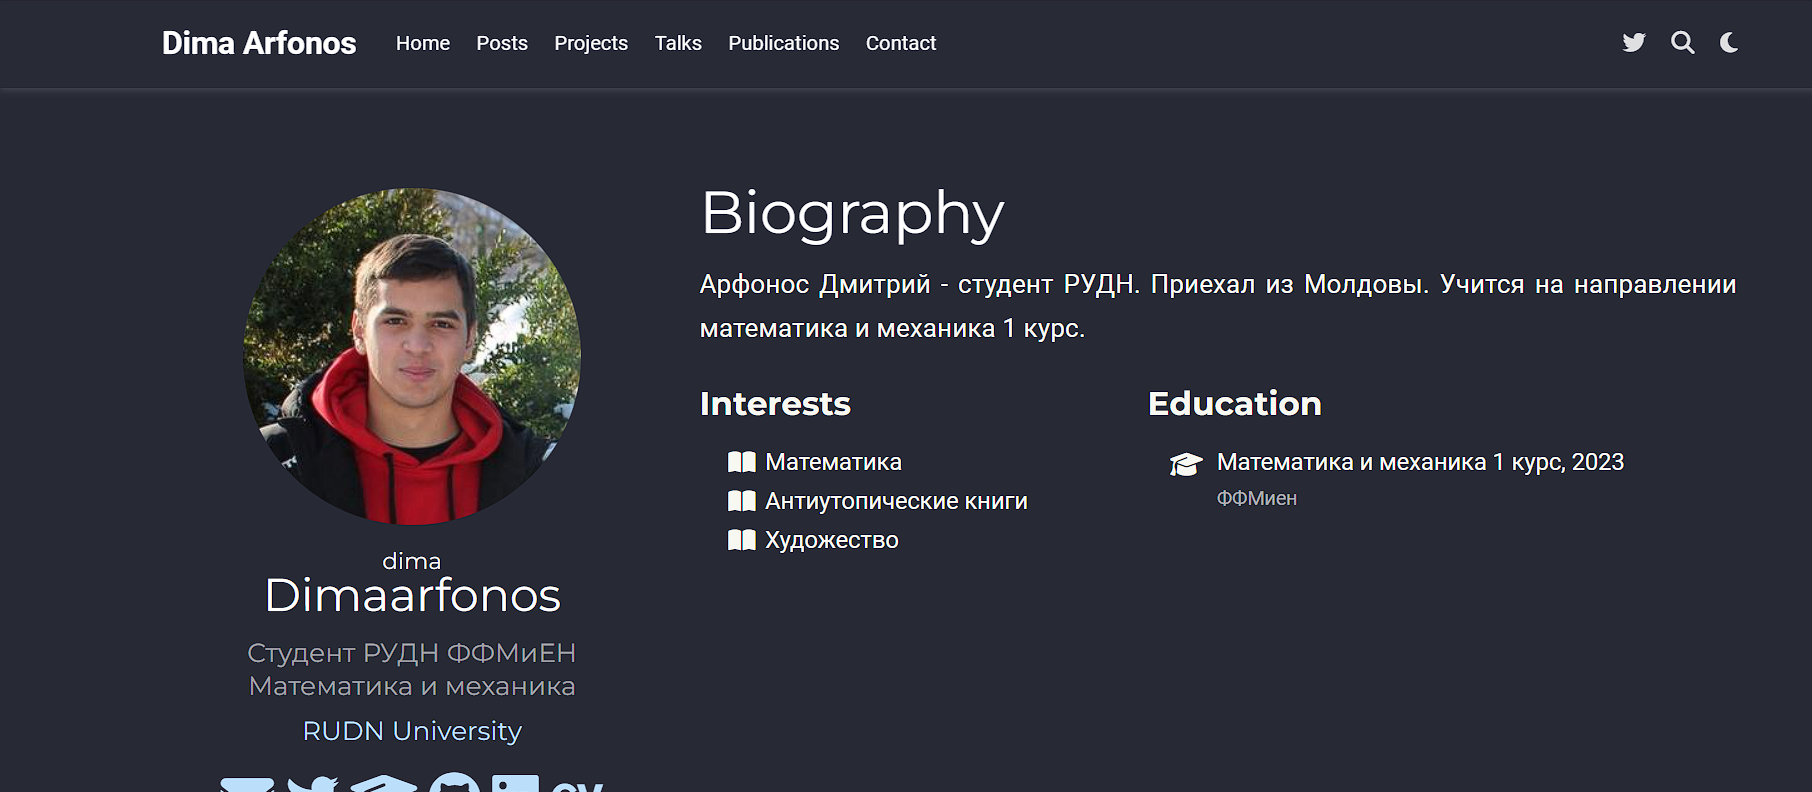 Dima Arfonos
Home
Posts
Projects
Talks
Publications
Contact
dima
Dimaarfonos
Студент РУДН ФФМиЕН
Математика и механика
RUDN University
Biography
Арфонос Дмитрий - студент РУДН. Приехал из Молдовы. Учится на направлении
математика и механика 1 курс.
Interests
Математика
Антиутопические книги
Художество
Education
Математика и механика 1 курс, 2023
ФФМиен